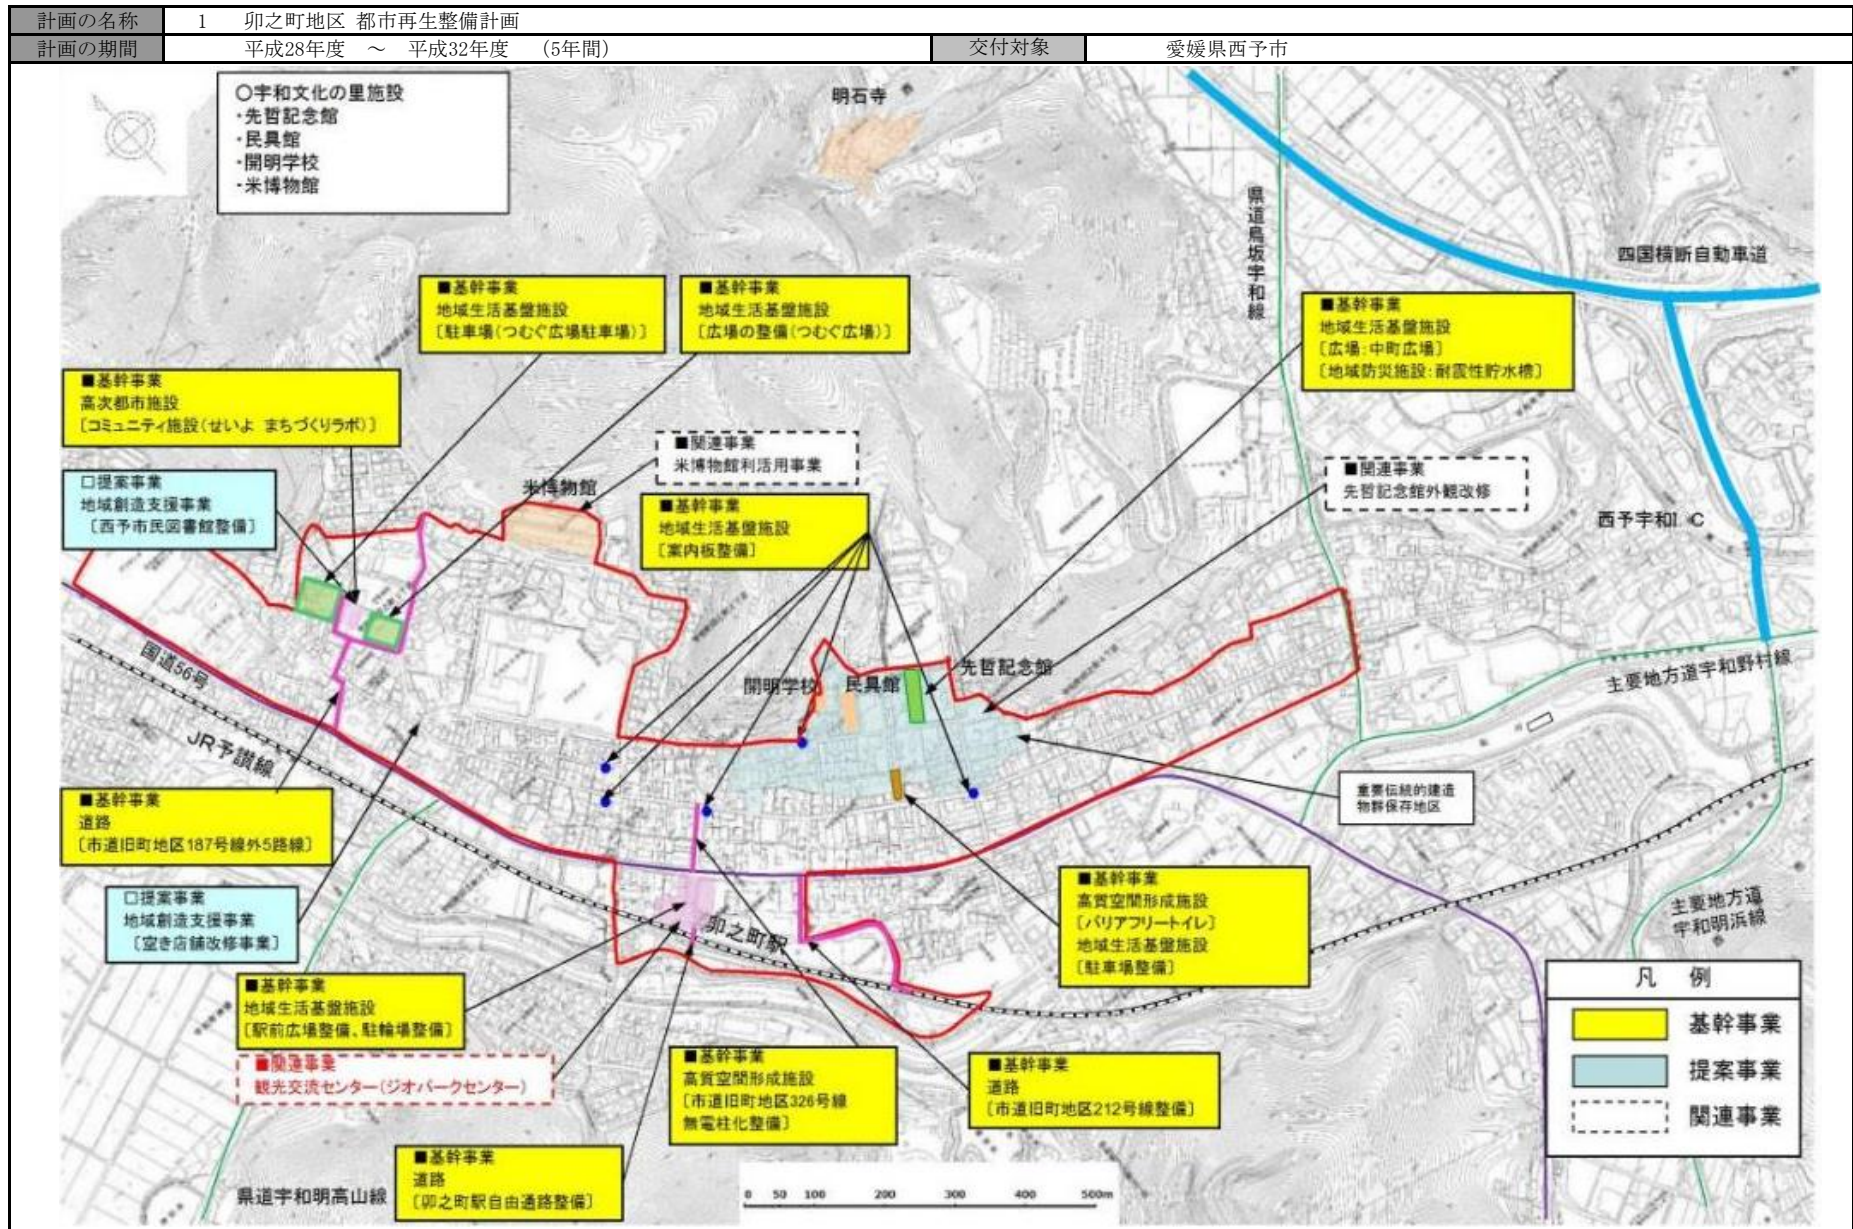 計画の名称 1 卯之町地区 都市再生整備計画
計画の期間 平成28年度 ～ 平成32年度 （5年間） 交付対象 愛媛県西予市
○宇和文化の里施設
・先哲記念館
・民具館
・開明学校
・米博物館
明石寺
県道鳥坂宇和線
四国横断自動車道
■基幹事業
地域生活基盤施設
〔駐車場（つむぐ広場駐車場）〕
■基幹事業
地域生活基盤施設
〔広場の整備（つむぐ広場）〕
■基幹事業
地域生活基盤施設
〔広場：中町広場〕
〔地域防災施設：耐震性貯水槽〕
■基幹事業
高次都市施設
〔コミュニティ施設（せいよ まちづくりラボ）〕
■関連事業
米博物館利活用事業
■関連事業
先哲記念館外観改修
□提案事業
地域創造支援事業
〔西予市民図書館整備〕
米博物館
■基幹事業
地域生活基盤施設
〔案内板整備〕
西予宇和I C
国道56号
JR予讃線
開明学校
民具館
先哲記念館
主要地方道宇和野村線
重要伝統的建造
物群保存地区
■基幹事業
道路
〔市道旧町地区187号線外5路線〕
□提案事業
地域創造支援事業
〔空き店舗改修事業〕
卯之町駅
■基幹事業
高質空間形成施設
〔バリアフリートイレ〕
地域生活基盤施設
〔駐車場整備〕
主要地方道
宇和明浜線
■基幹事業
地域生活基盤施設
〔駅前広場整備、駐輪場整備〕
■関連事業
観光交流センター（ジオパークセンター）
■基幹事業
高質空間形成施設
〔市道旧町地区326号線
無電柱化整備〕
■基幹事業
道路
〔市道旧町地区212号線整備〕
■基幹事業
道路
〔卯之町駅自由通路整備〕
県道宇和明高山線
凡 例
基幹事業
提案事業
関連事業
0 50 100 200 300 400 500m